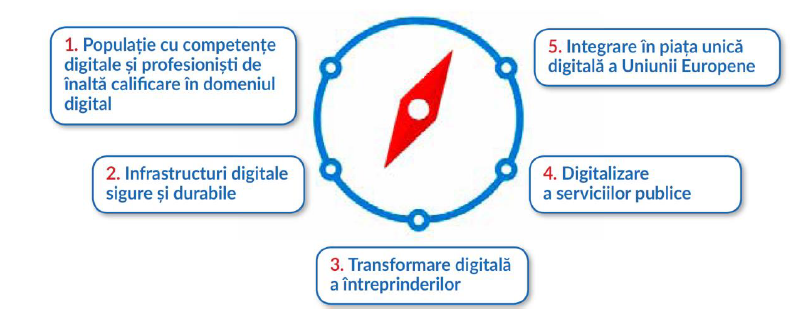 1. Populație cu competențe
digitale și profesioniști de
înaltă calificare în domeniul
digital
2. Infrastructuri digitale
sigure și durabile
3. Transformare digitală
a întreprinderilor
4. Digitalizare
a serviciilor publice
5. Integrare în piața unică
digitală a Uniunii Europene